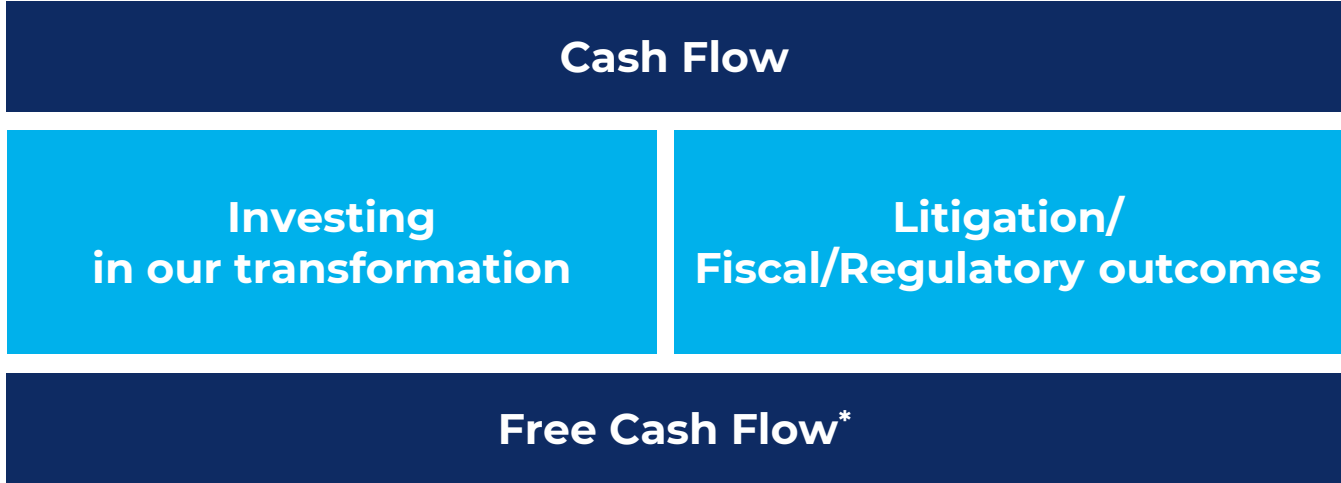 Cash Flow
Investing
in our transformation
Litigation/
Fiscal/Regulatory outcomes
Free Cash Flow*